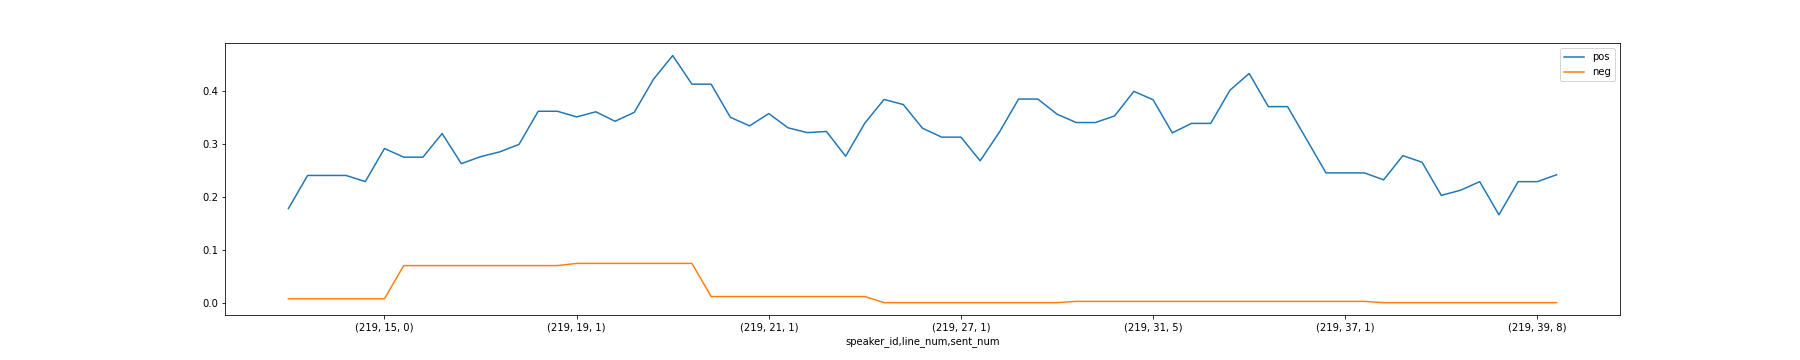 pos
neg
0.4
0.3
0.2
0.1
0.0
(219, 15, 0) (219, 19, 1) (219, 21, 1) (219, 27, 1) (219, 31, 5) (219, 37, 1) (219, 39, 8)
speaker_id,line_num,sent_num